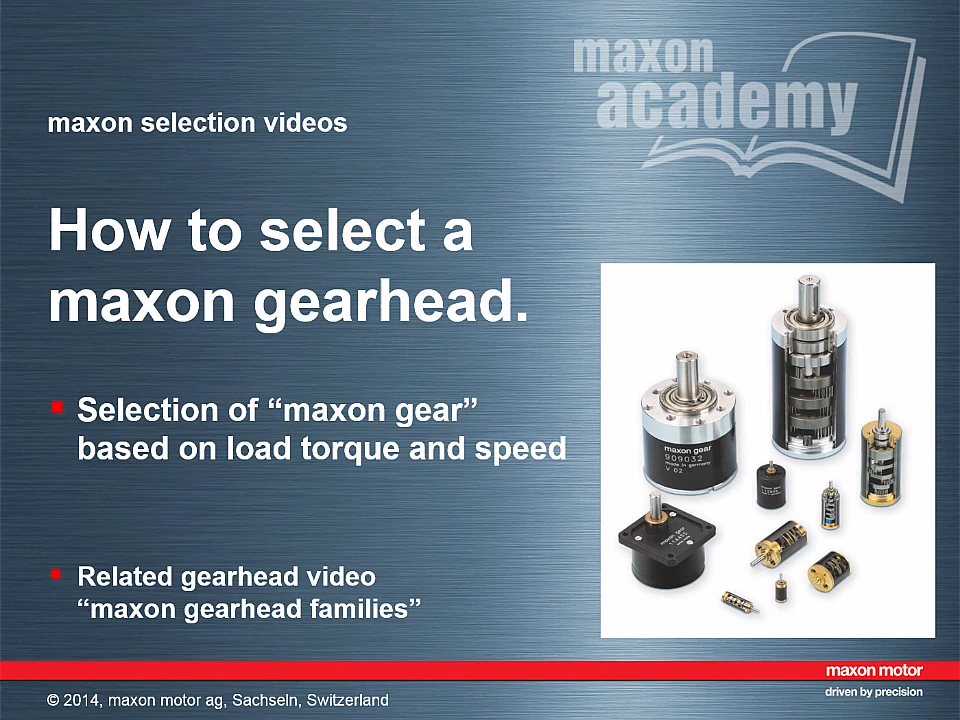 maxon
academy
maxon selection videos
How to select a
maxon gearhead.
Selection of “maxon gear”
based on load torque and speed
maxon gear
909032
made in germany
V 02
maxon gear
Related gearhead video
“maxon gearhead families”
maxon motor
driven by precision
© 2014, maxon motor ag, Sachseln, Switzerland